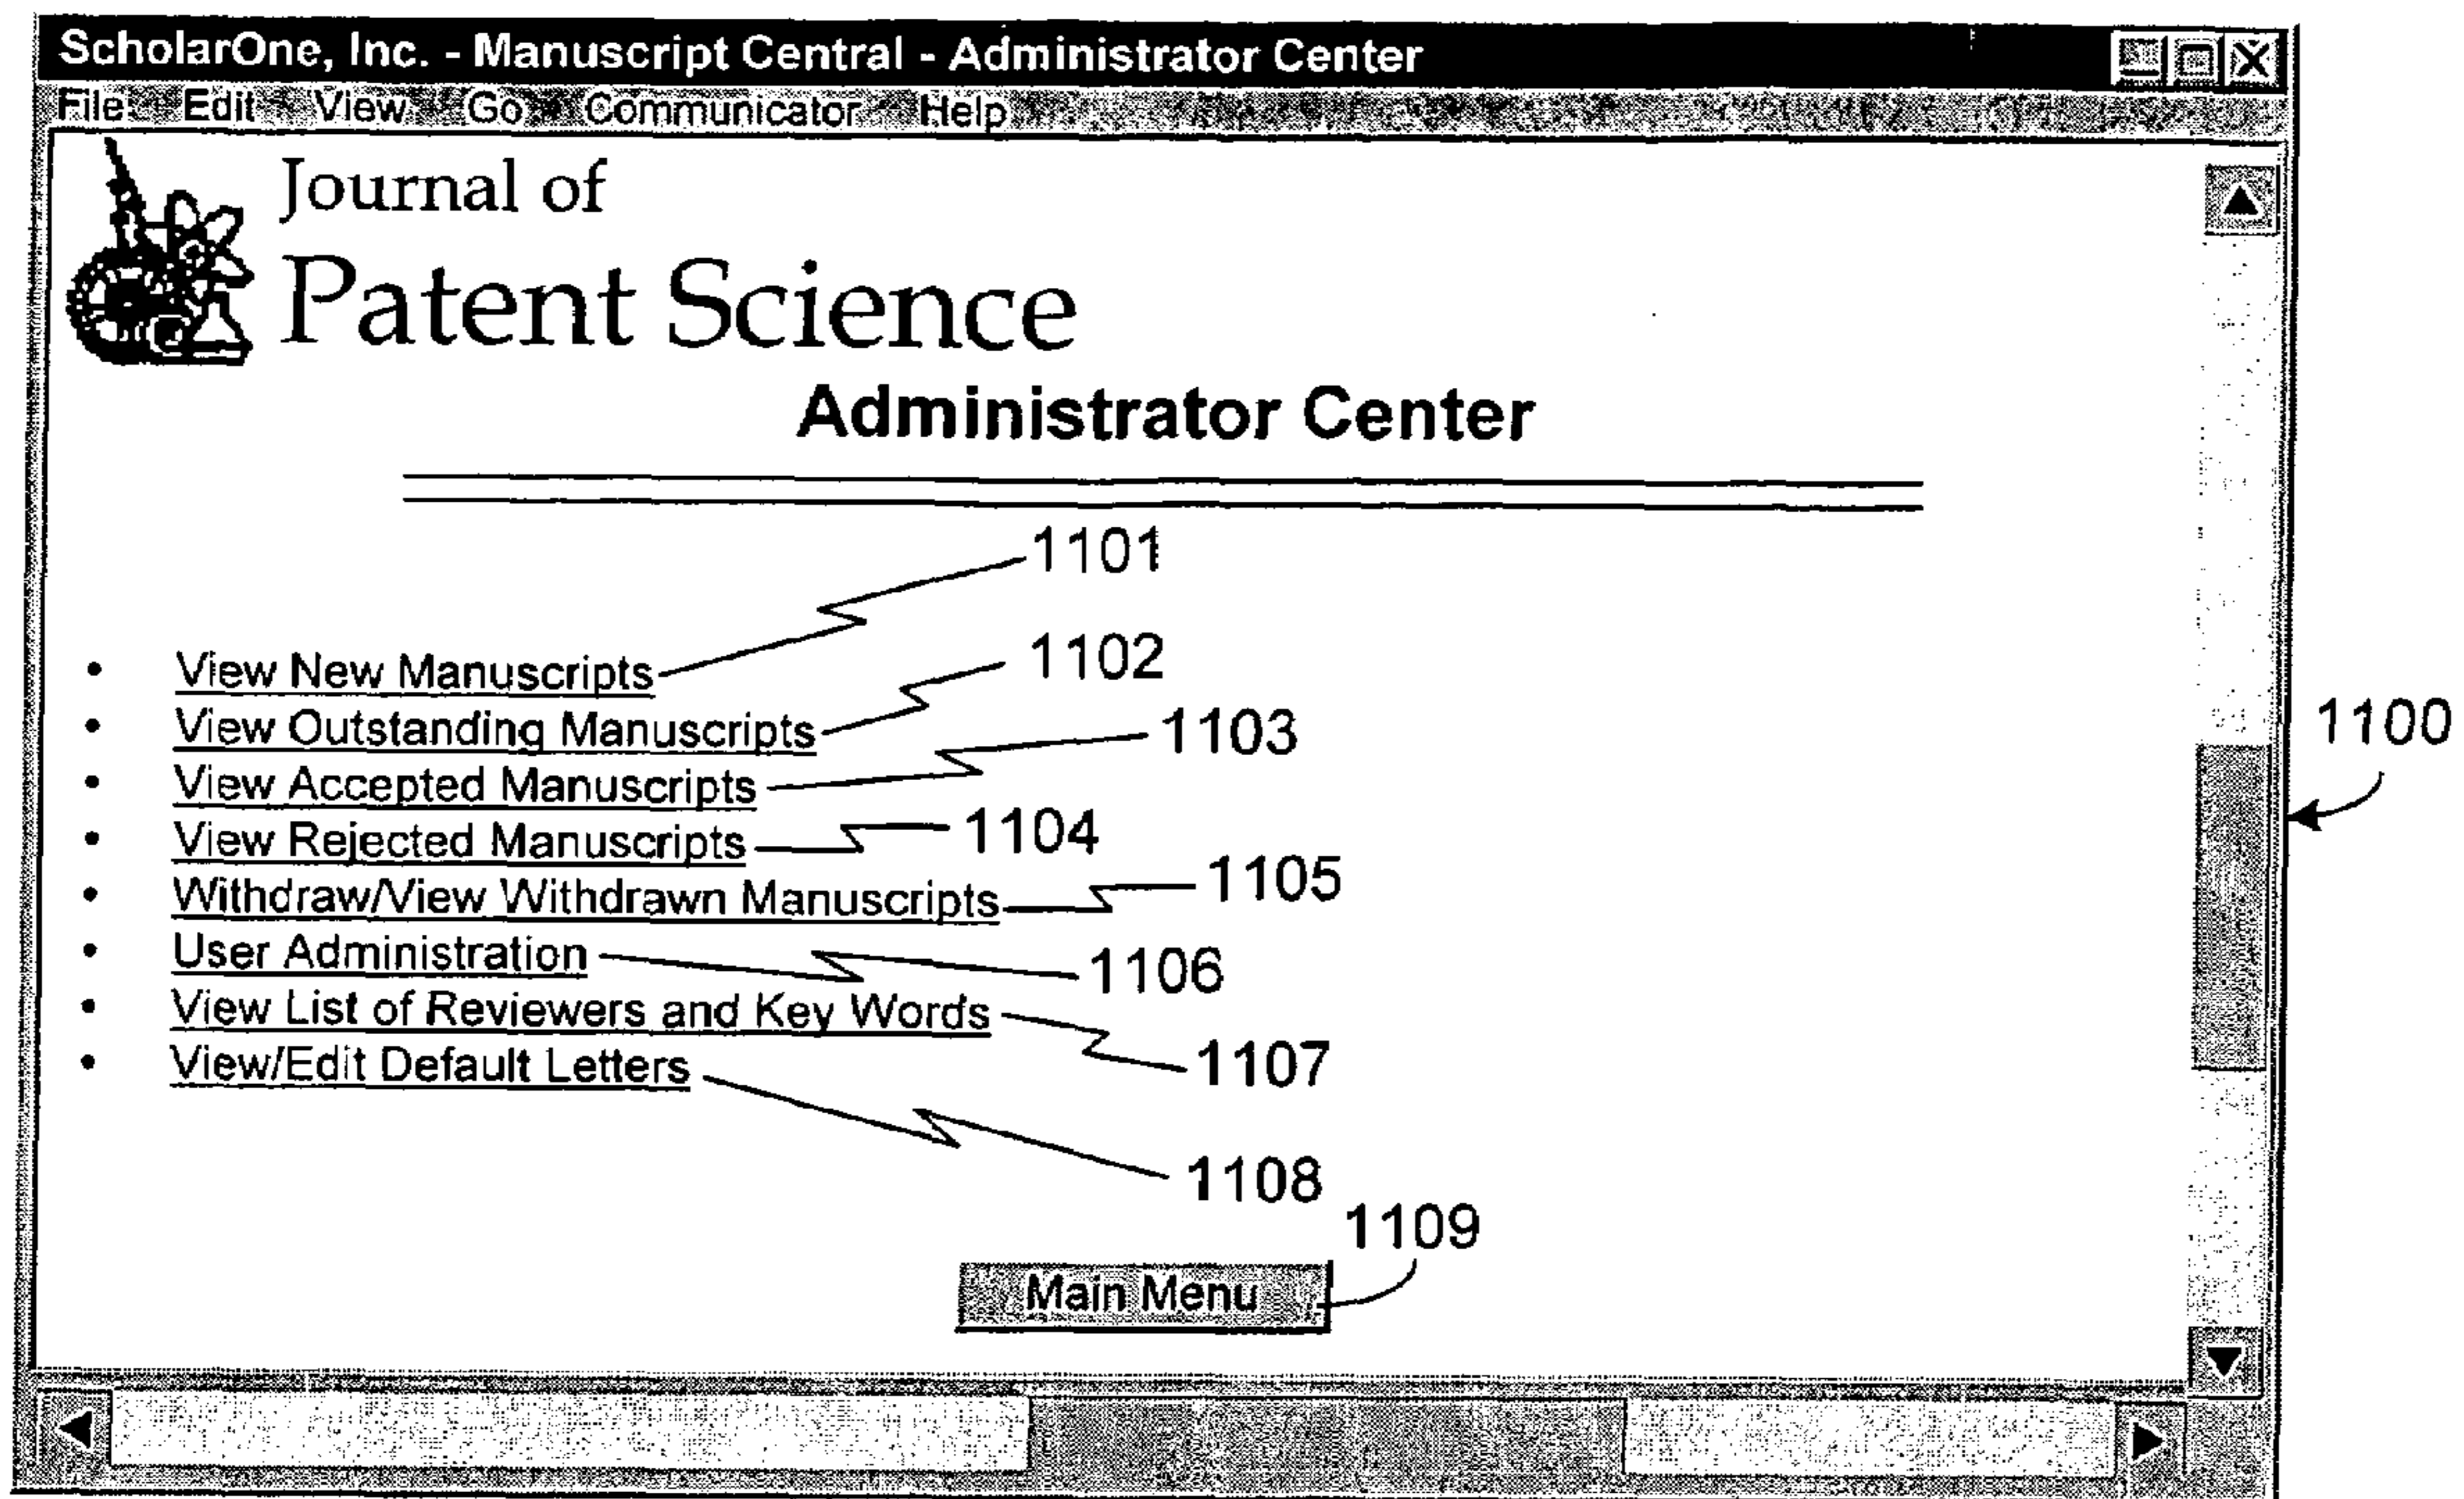 ScholarOne, Inc. - Manuscript Central - Administrator Center
File Edit View Go Communicator Help
Journal of
Patent Science
Administrator Center
1101
View New Manuscripts
1102
View Outstanding Manuscripts
1103
View Accepted Manuscripts
1100
View Rejected Manuscripts
1104
Withdraw/View Withdrawn Manuscripts
1105
User Administration
1106
View List of Reviewers and Key Words
1107
View/Edit Default Letters
1108
1109
Main Menu